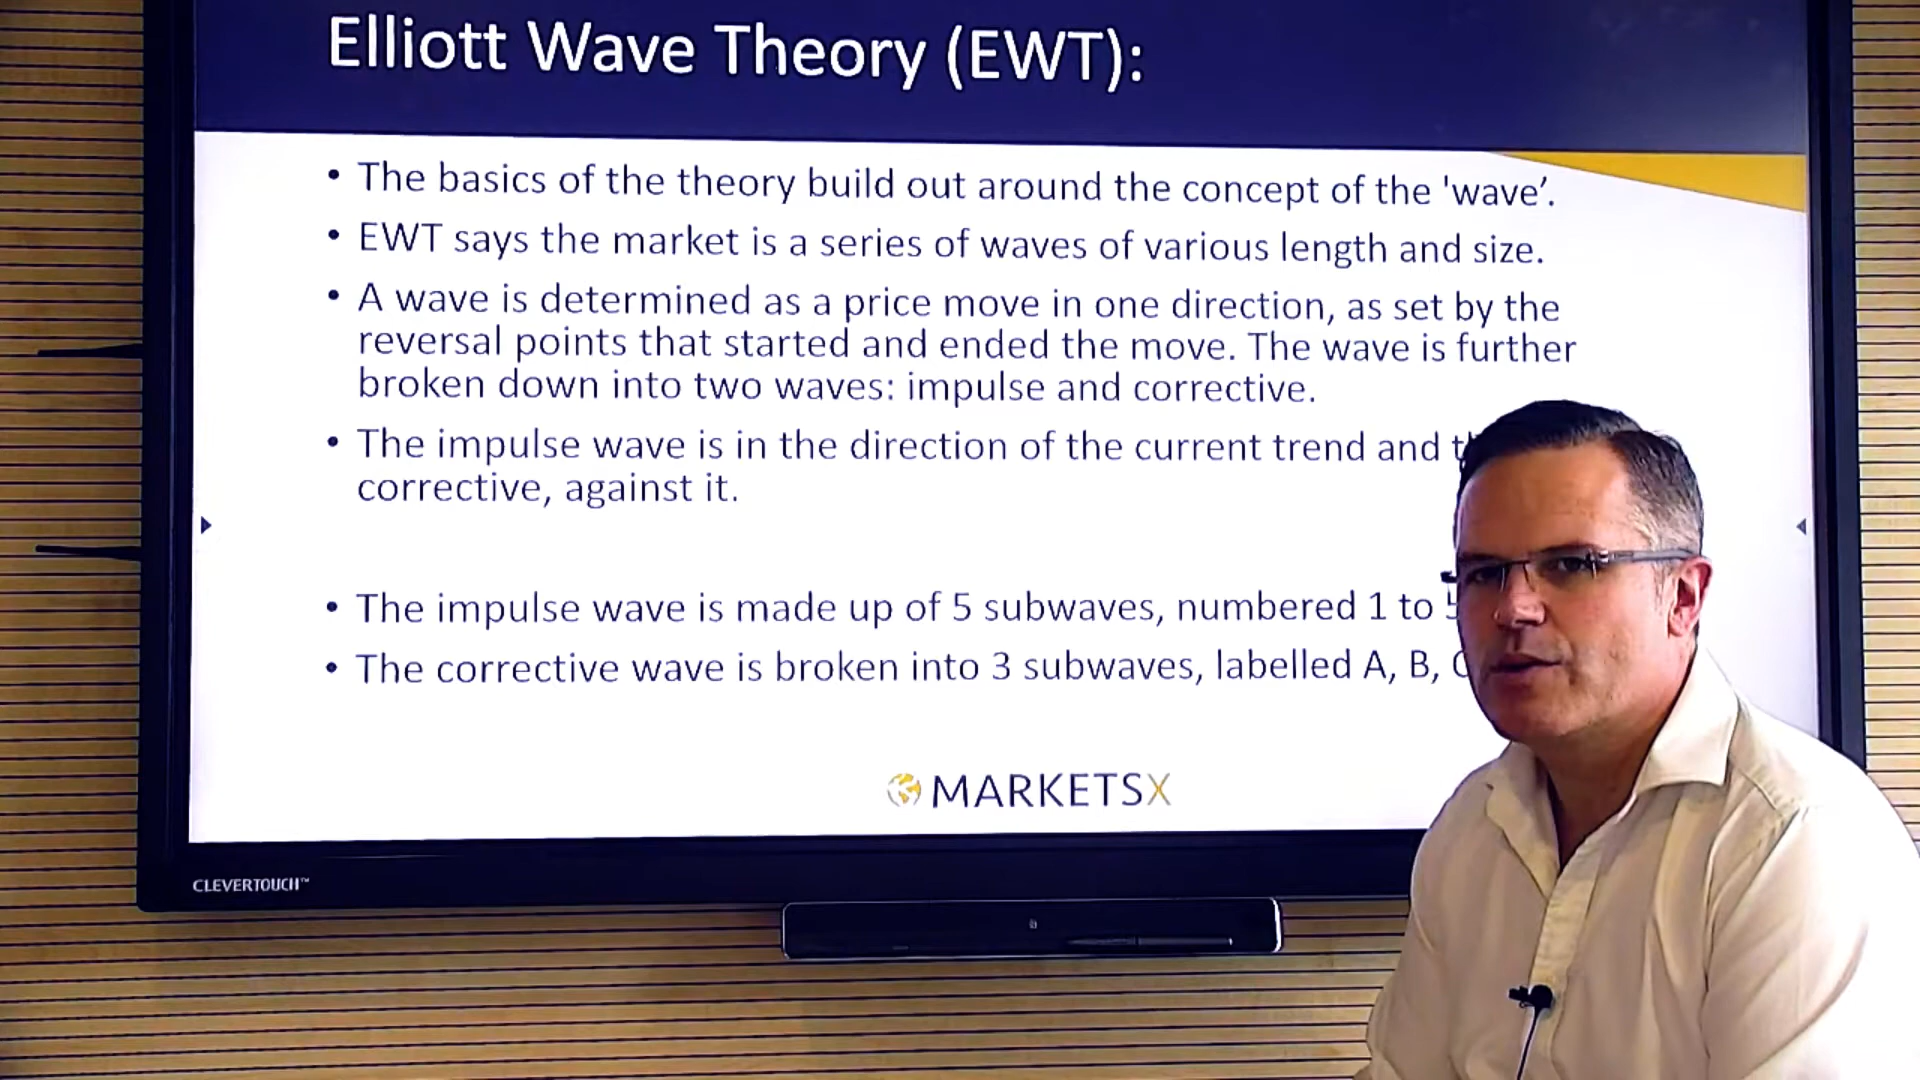 Elliott Wave Theory (EWT):
• The basics of the theory build out around the concept of the 'wave’.
• EWT says the market is a series of waves of various length and size.
• A wave is determined as a price move in one direction, as set by the
reversal points that started and ended the move. The wave is further
broken down into two waves: impulse and corrective.
• The impulse wave is in the direction of the current trend and
corrective, against it.
• The impulse wave is made up of 5 subwaves, numbered 1 to
• The corrective wave is broken into 3 subwaves, labelled A, B,
MARKETSX
CLEVERTOUCH™